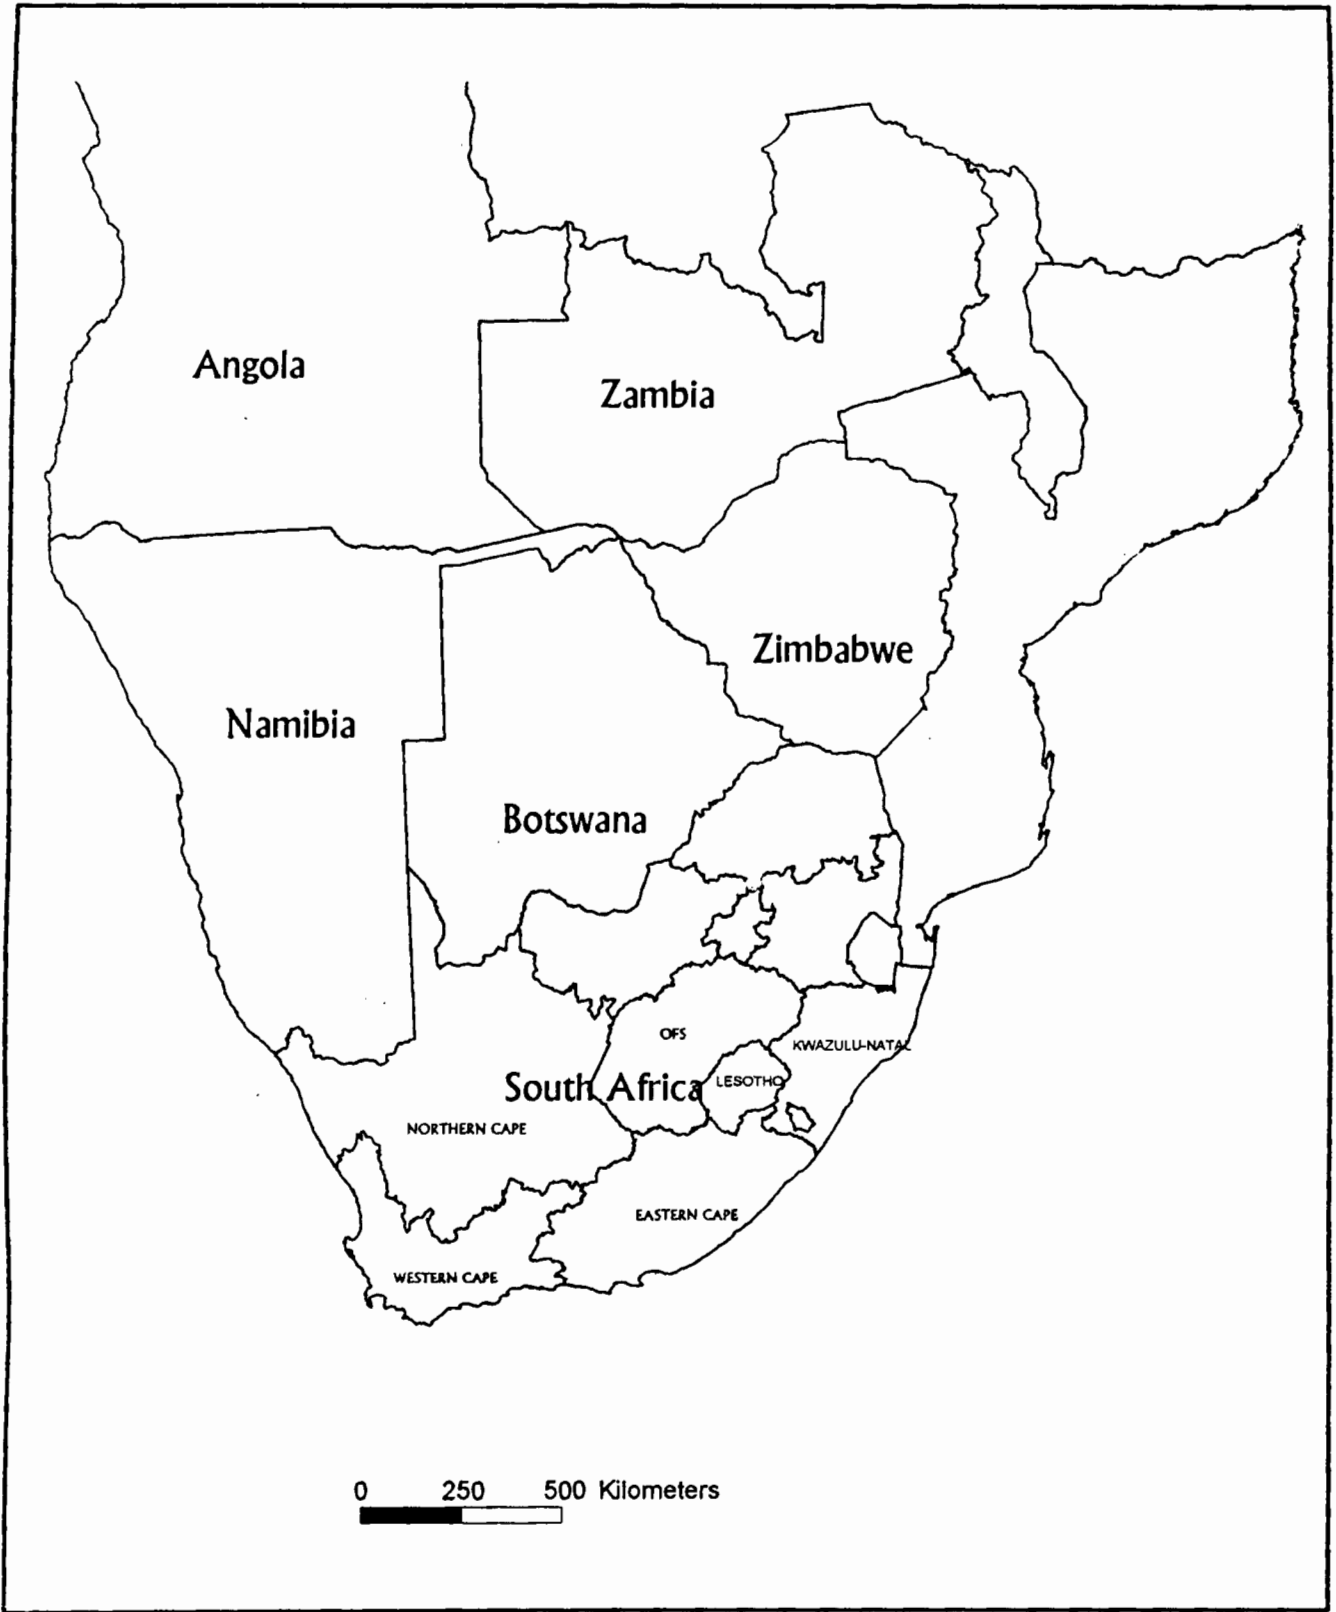 Angola
Zambia
Zimbabwe
Namibia
Botswana
OFS
KWAZULU-NATAL
South Africa
LESOTHO
NORTHERN CAPE
EASTERN CAPE
WESTERN CAPE
0 250 500 Kilometers